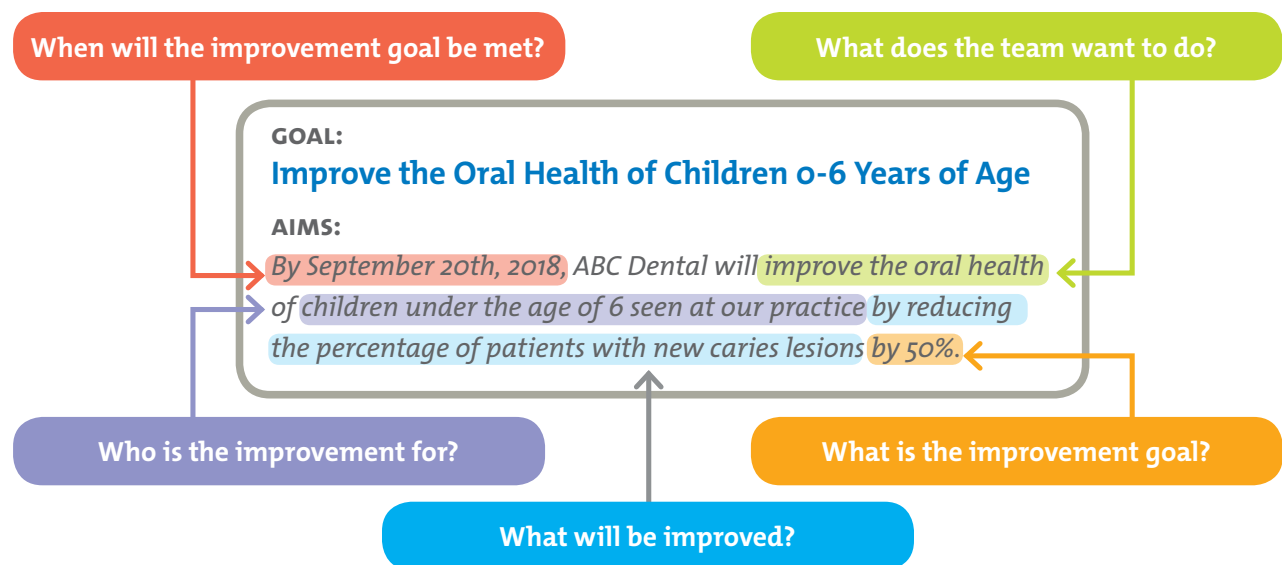 When will the improvement goal be met?
What does the team want to do?
GOAL:
Improve the Oral Health of Children 0-6 Years of Age
AIMS:
By September 20th, 2018, ABC Dental will improve the oral health
of children under the age of 6 seen at our practice by reducing
the percentage of patients with new caries lesions by 50%.
Who is the improvement for?
What is the improvement goal?
What will be improved?